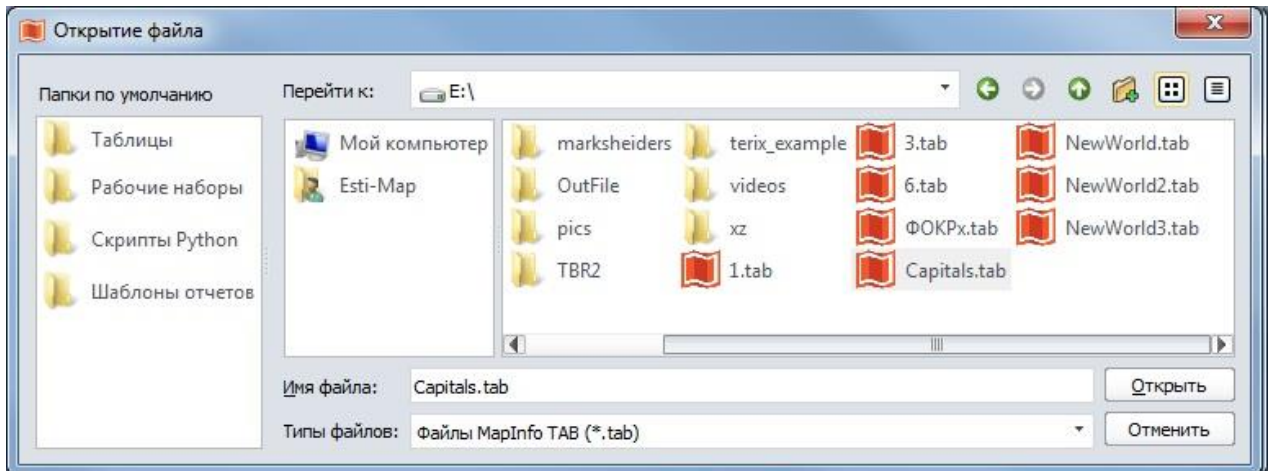 Открытие файла
Папки по умолчанию
Таблицы
Рабочие наборы
Скрипты Python
Шаблоны отчетов
Перейти к:
E:\
Мой компьютер
Esti-Map
marksheiders
terix_example
3.tab
NewWorld.tab
OutFile
videos
6.tab
NewWorld2.tab
pics
xz
ФОКРх.tab
NewWorld3.tab
TBR2
1.tab
Capitals.tab
Имя файла:
Capitals.tab
Открыть
Типы файлов:
Файлы MapInfo TAB (*.tab)
Отменить